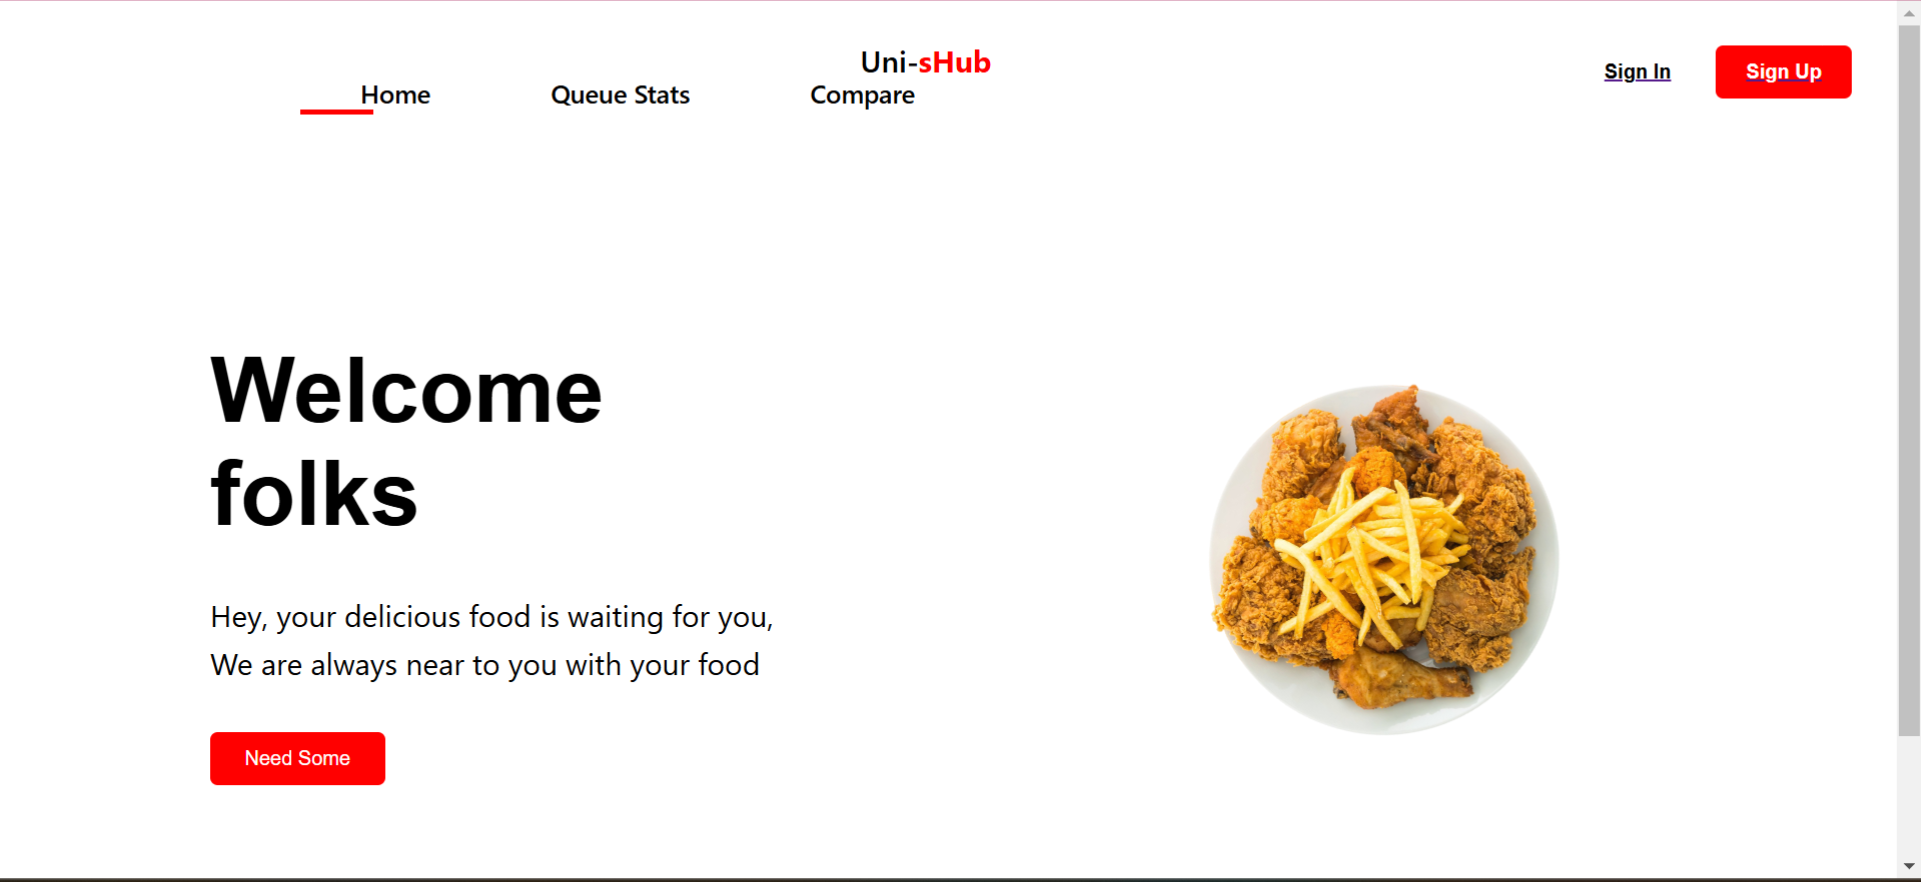 Uni-sHub
Home
Queue Stats
Compare
Sign In
Sign Up
Welcome
folks
Hey, your delicious food is waiting for you,
We are always near to you with your food
Need Some